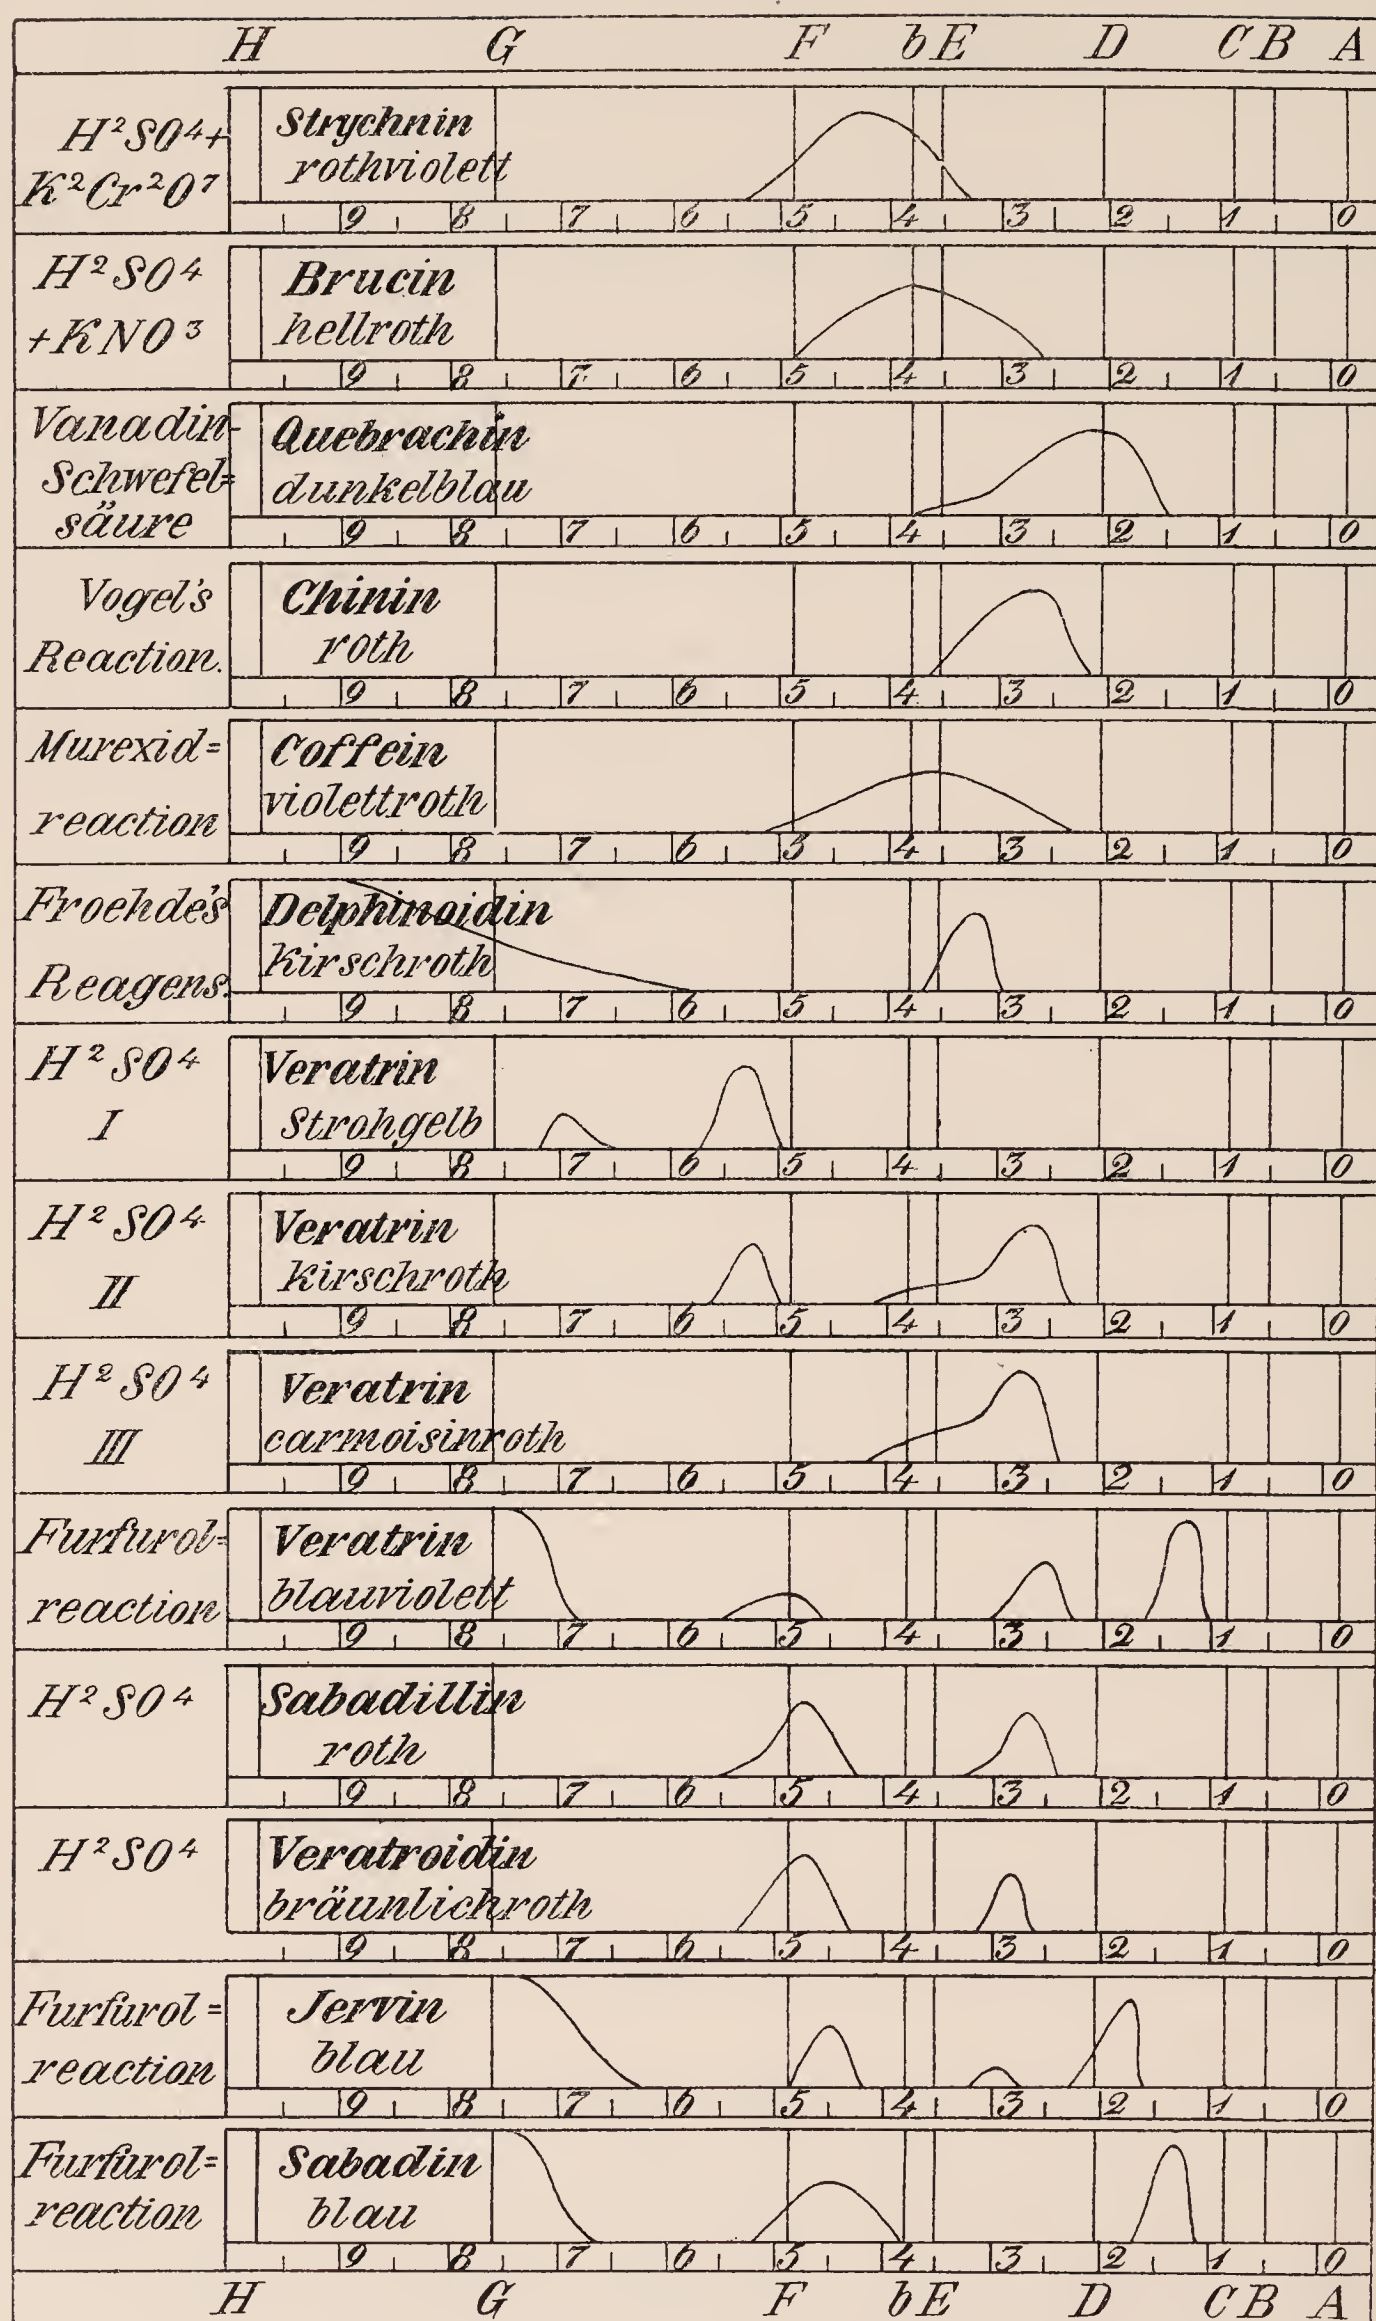 H G F b E D C B A
H²SO⁴+
K²Cr²O⁷
Strychnin
rothviolett
9 8 7 6 5 4 3 2 1 0
H²SO⁴
+KNO³
Brucin
hellroth
9 8 7 6 5 4 3 2 1 0
Vanadin-
Schwefel=
säure
Quebrachin
dunkelblau
9 8 7 6 5 4 3 2 1 0
Vogel's
Reaction.
Chinin
roth
9 8 7 6 5 4 3 2 1 0
Murexid=
reaction
Coffein
violettroth
9 8 7 6 5 4 3 2 1 0
Froehde's
Reagens.
Delphinoidin
kirschroth
9 8 7 6 5 4 3 2 1 0
H²SO⁴
I
Veratrin
Strohgelb
9 8 7 6 5 4 3 2 1 0
H²SO⁴
II
Veratrin
kirschroth
9 8 7 6 5 4 3 2 1 0
H²SO⁴
III
Veratrin
carmoisinroth
9 8 7 6 5 4 3 2 1 0
Furfurol=
reaction
Veratrin
blauviolett
9 8 7 6 5 4 3 2 1 0
H²SO⁴
Sabadillin
roth
9 8 7 6 5 4 3 2 1 0
H²SO⁴
Veratroidin
bräunlichroth
9 8 7 6 5 4 3 2 1 0
Furfurol=
reaction
Jervin
blau
9 8 7 6 5 4 3 2 1 0
Furfurol=
reaction
Sabadin
blau
9 8 7 6 5 4 3 2 1 0
H G F b E D C B A